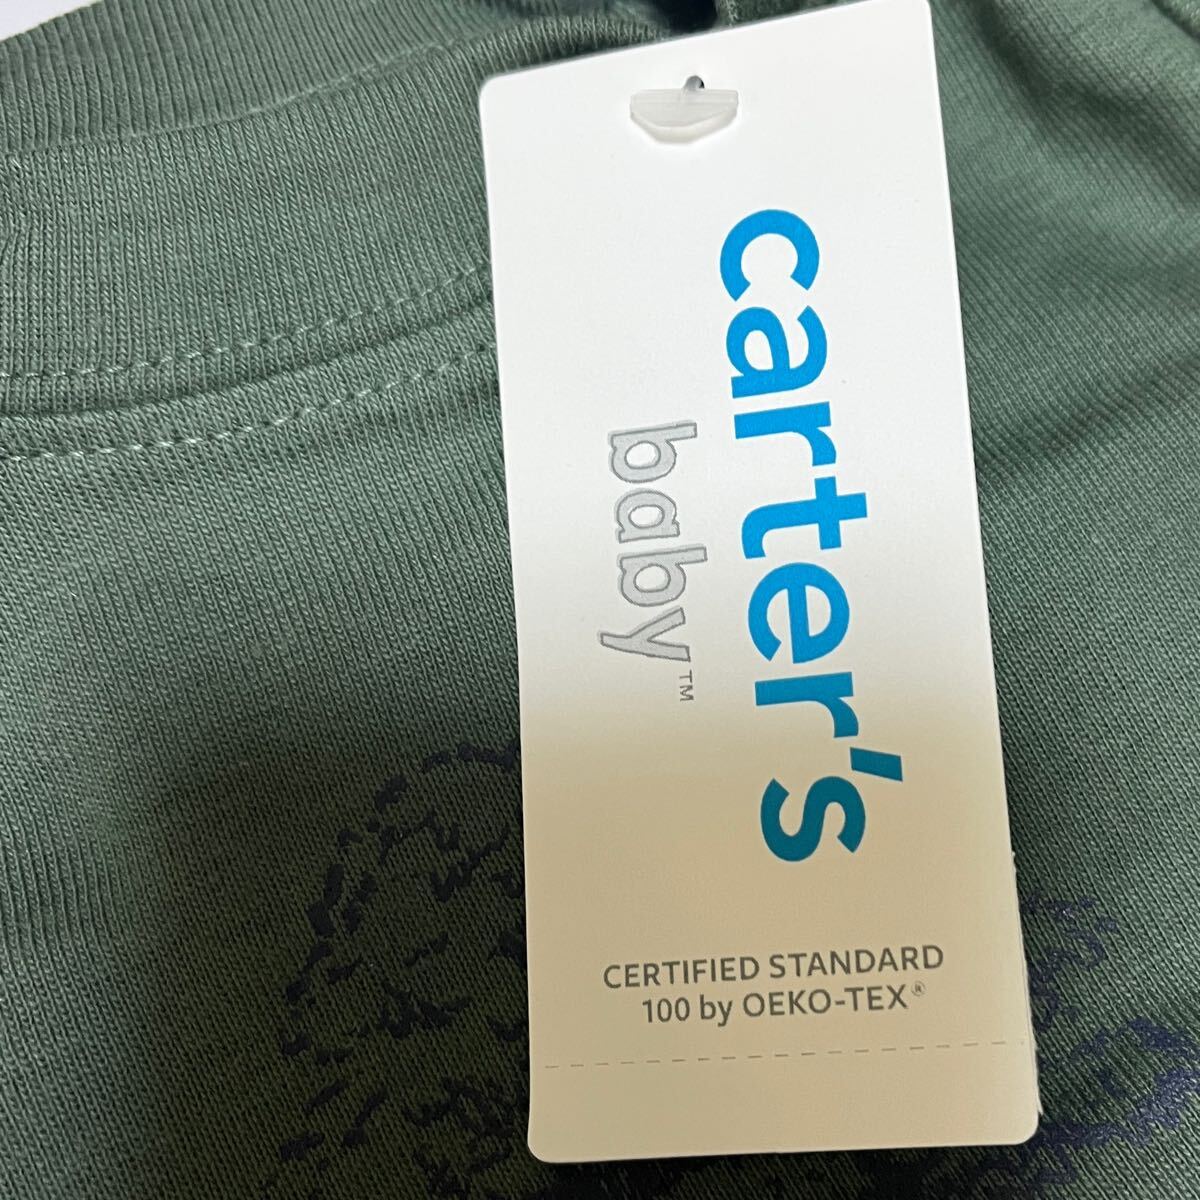 carter's
baby™
CERTIFIED STANDARD
100 by OEKO-TEX®